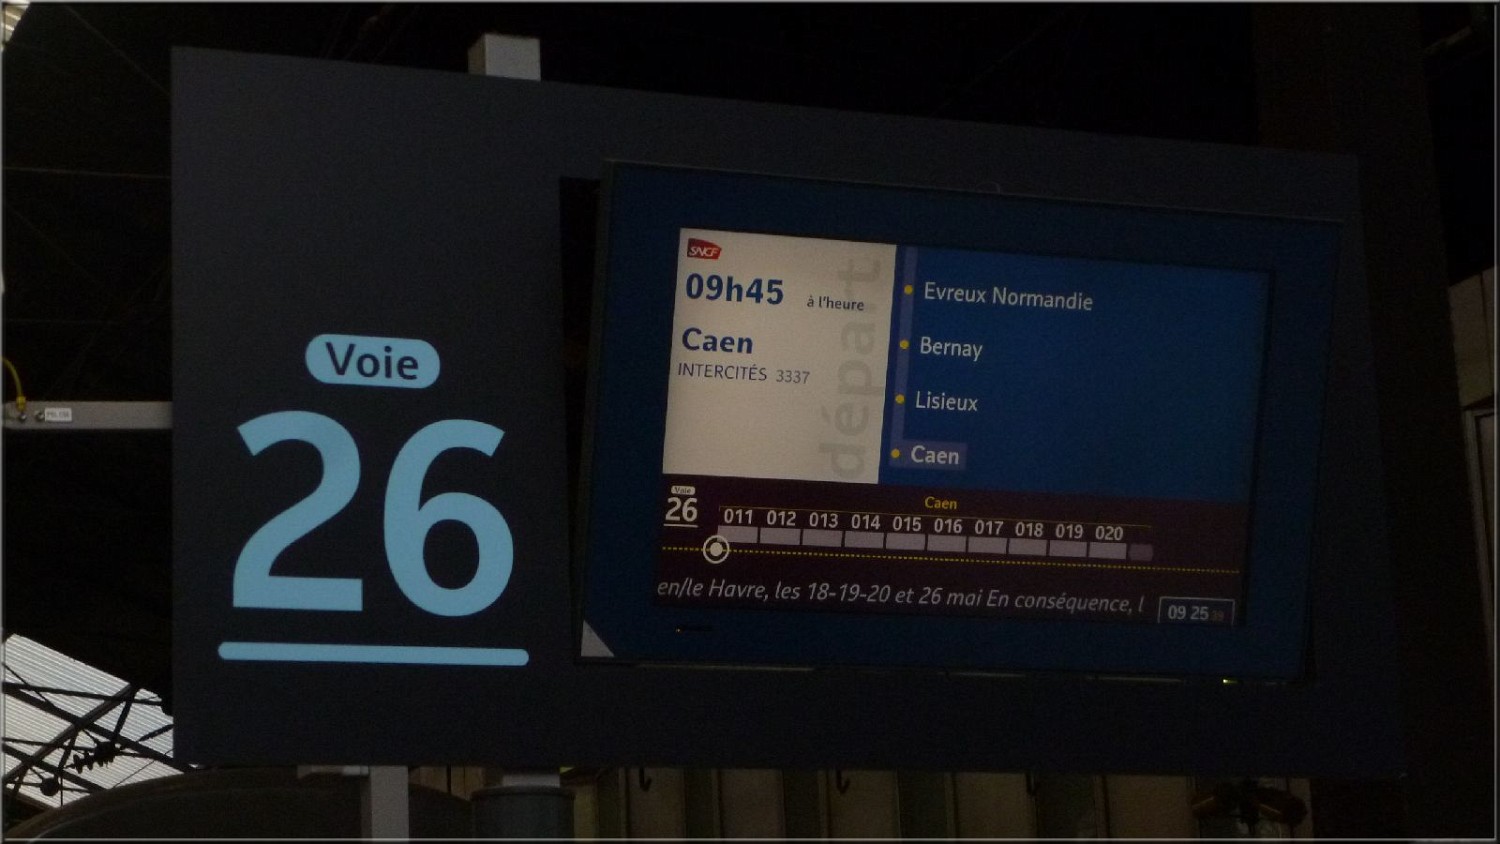 Voie
26
SNCF
09h45 à l'heure
Caen
INTERCITÉS 3337
départ
Evreux Normandie
Bernay
Lisieux
Caen
Voie
26
Caen
011 012 013 014 015 016 017 018 019 020
en/le Havre, les 18-19-20 et 26 mai En conséquence, l
09 25